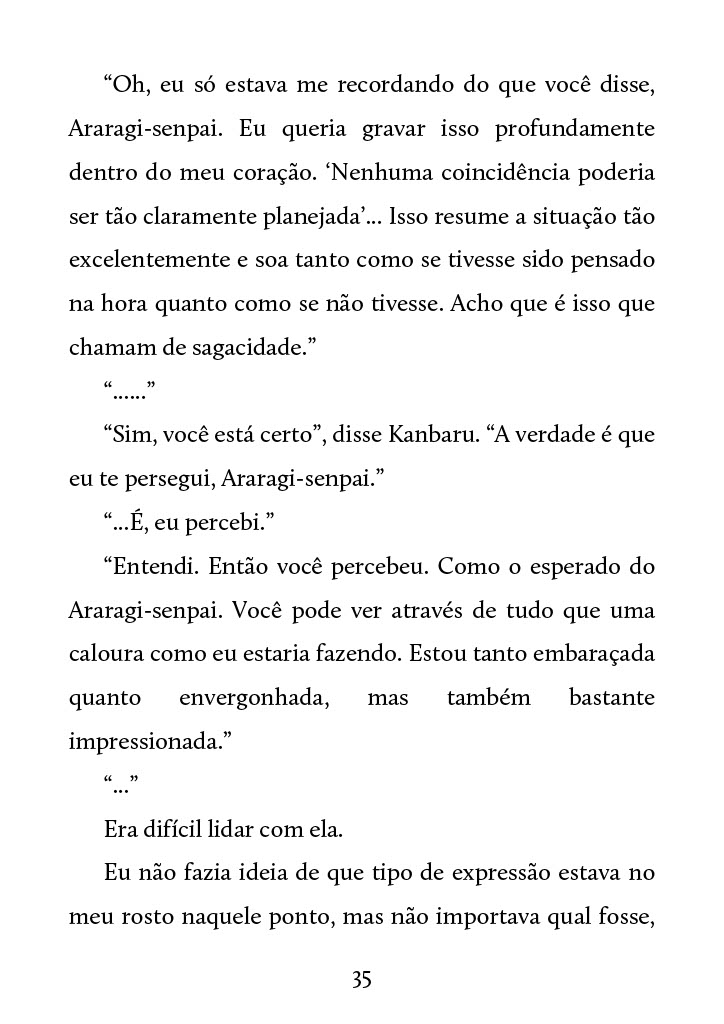 “Oh, eu só estava me recordando do que você disse,
Araragi-senpai. Eu queria gravar isso profundamente
dentro do meu coração. ‘Nenhuma coincidência poderia
ser tão claramente planejada’... Isso resume a situação tão
excelentemente e soa tanto como se tivesse sido pensado
na hora quanto como se não tivesse. Acho que é isso que
chamam de sagacidade.”
“......”
“Sim, você está certo”, disse Kanbaru. “A verdade é que
eu te persegui, Araragi-senpai.”
“...É, eu percebi.”
“Entendi. Então você percebeu. Como o esperado do
Araragi-senpai. Você pode ver através de tudo que uma
caloura como eu estaria fazendo. Estou tanto embaraçada
quanto envergonhada, mas também bastante
impressionada.”
“...”
Era difícil lidar com ela.
Eu não fazia ideia de que tipo de expressão estava no
meu rosto naquele ponto, mas não importava qual fosse,
35